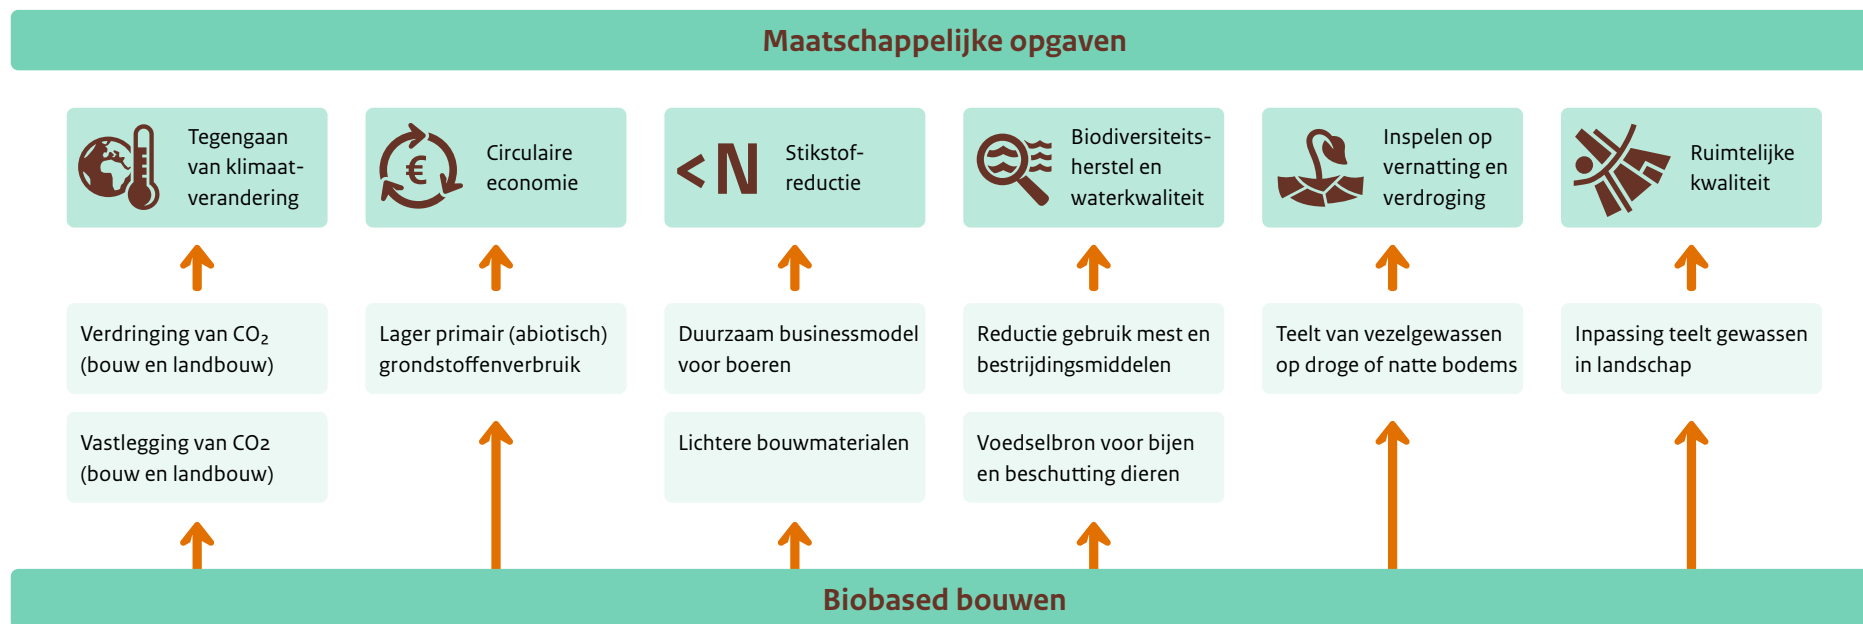 Maatschappelijke opgaven
Tegengaan
van klimaat-
verandering
€
Circulaire
economie
<N
Stikstof-
reductie
Biodiversiteits-
herstel en
waterkwaliteit
Inspelen op
vernatting en
verdroging
Ruimtelijke
kwaliteit
Verdringing van CO₂
(bouw en landbouw)
Lager primair (abiotisch)
grondstoffenverbruik
Duurzaam businessmodel
voor boeren
Reductie gebruik mest en
bestrijdingsmiddelen
Teelt van vezelgewassen
op droge of natte bodems
Inpassing teelt gewassen
in landschap
Vastlegging van CO2
(bouw en landbouw)
Lichtere bouwmaterialen
Voedselbron voor bijen
en beschutting dieren
Biobased bouwen